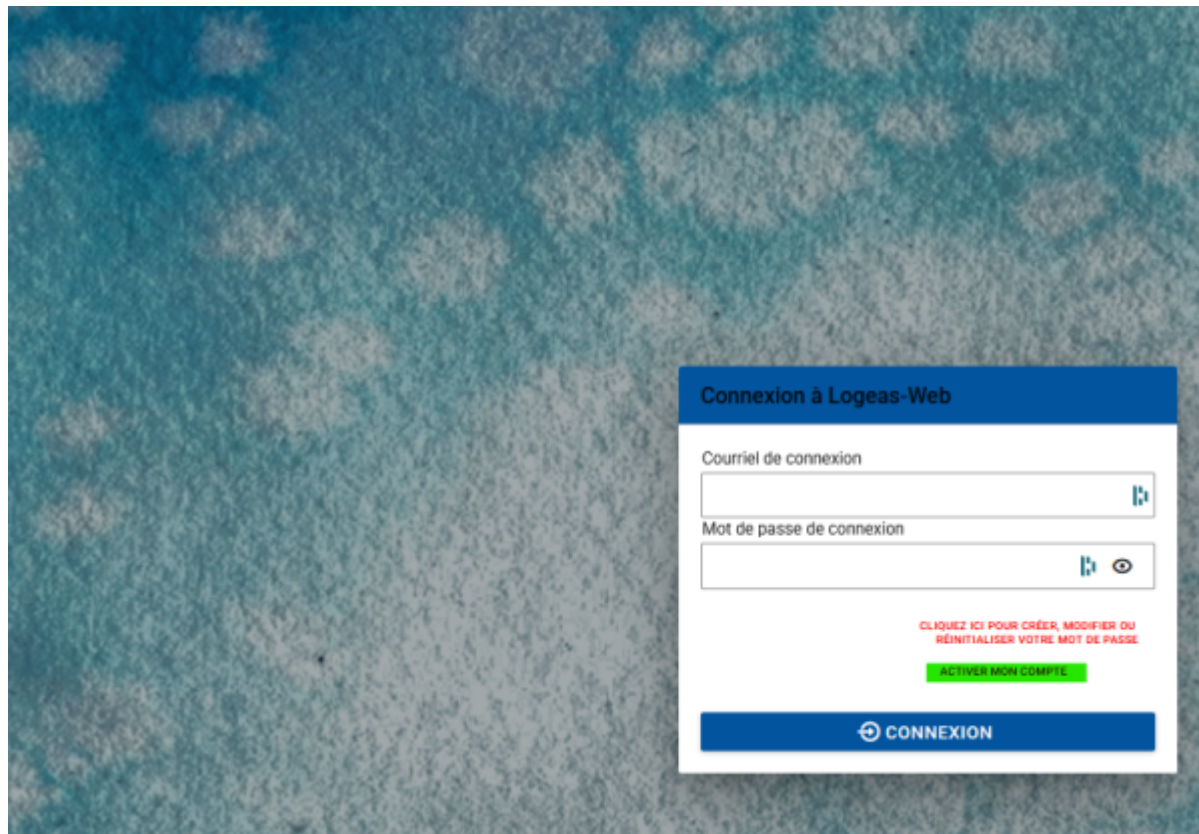 Connexion à Logeas-Web
Courriel de connexion
Mot de passe de connexion
CLIQUEZ ICI POUR CRÉER, MODIFIER OU
RÉINITIALISER VOTRE MOT DE PASSE
ACTIVER MON COMPTE
CONNEXION